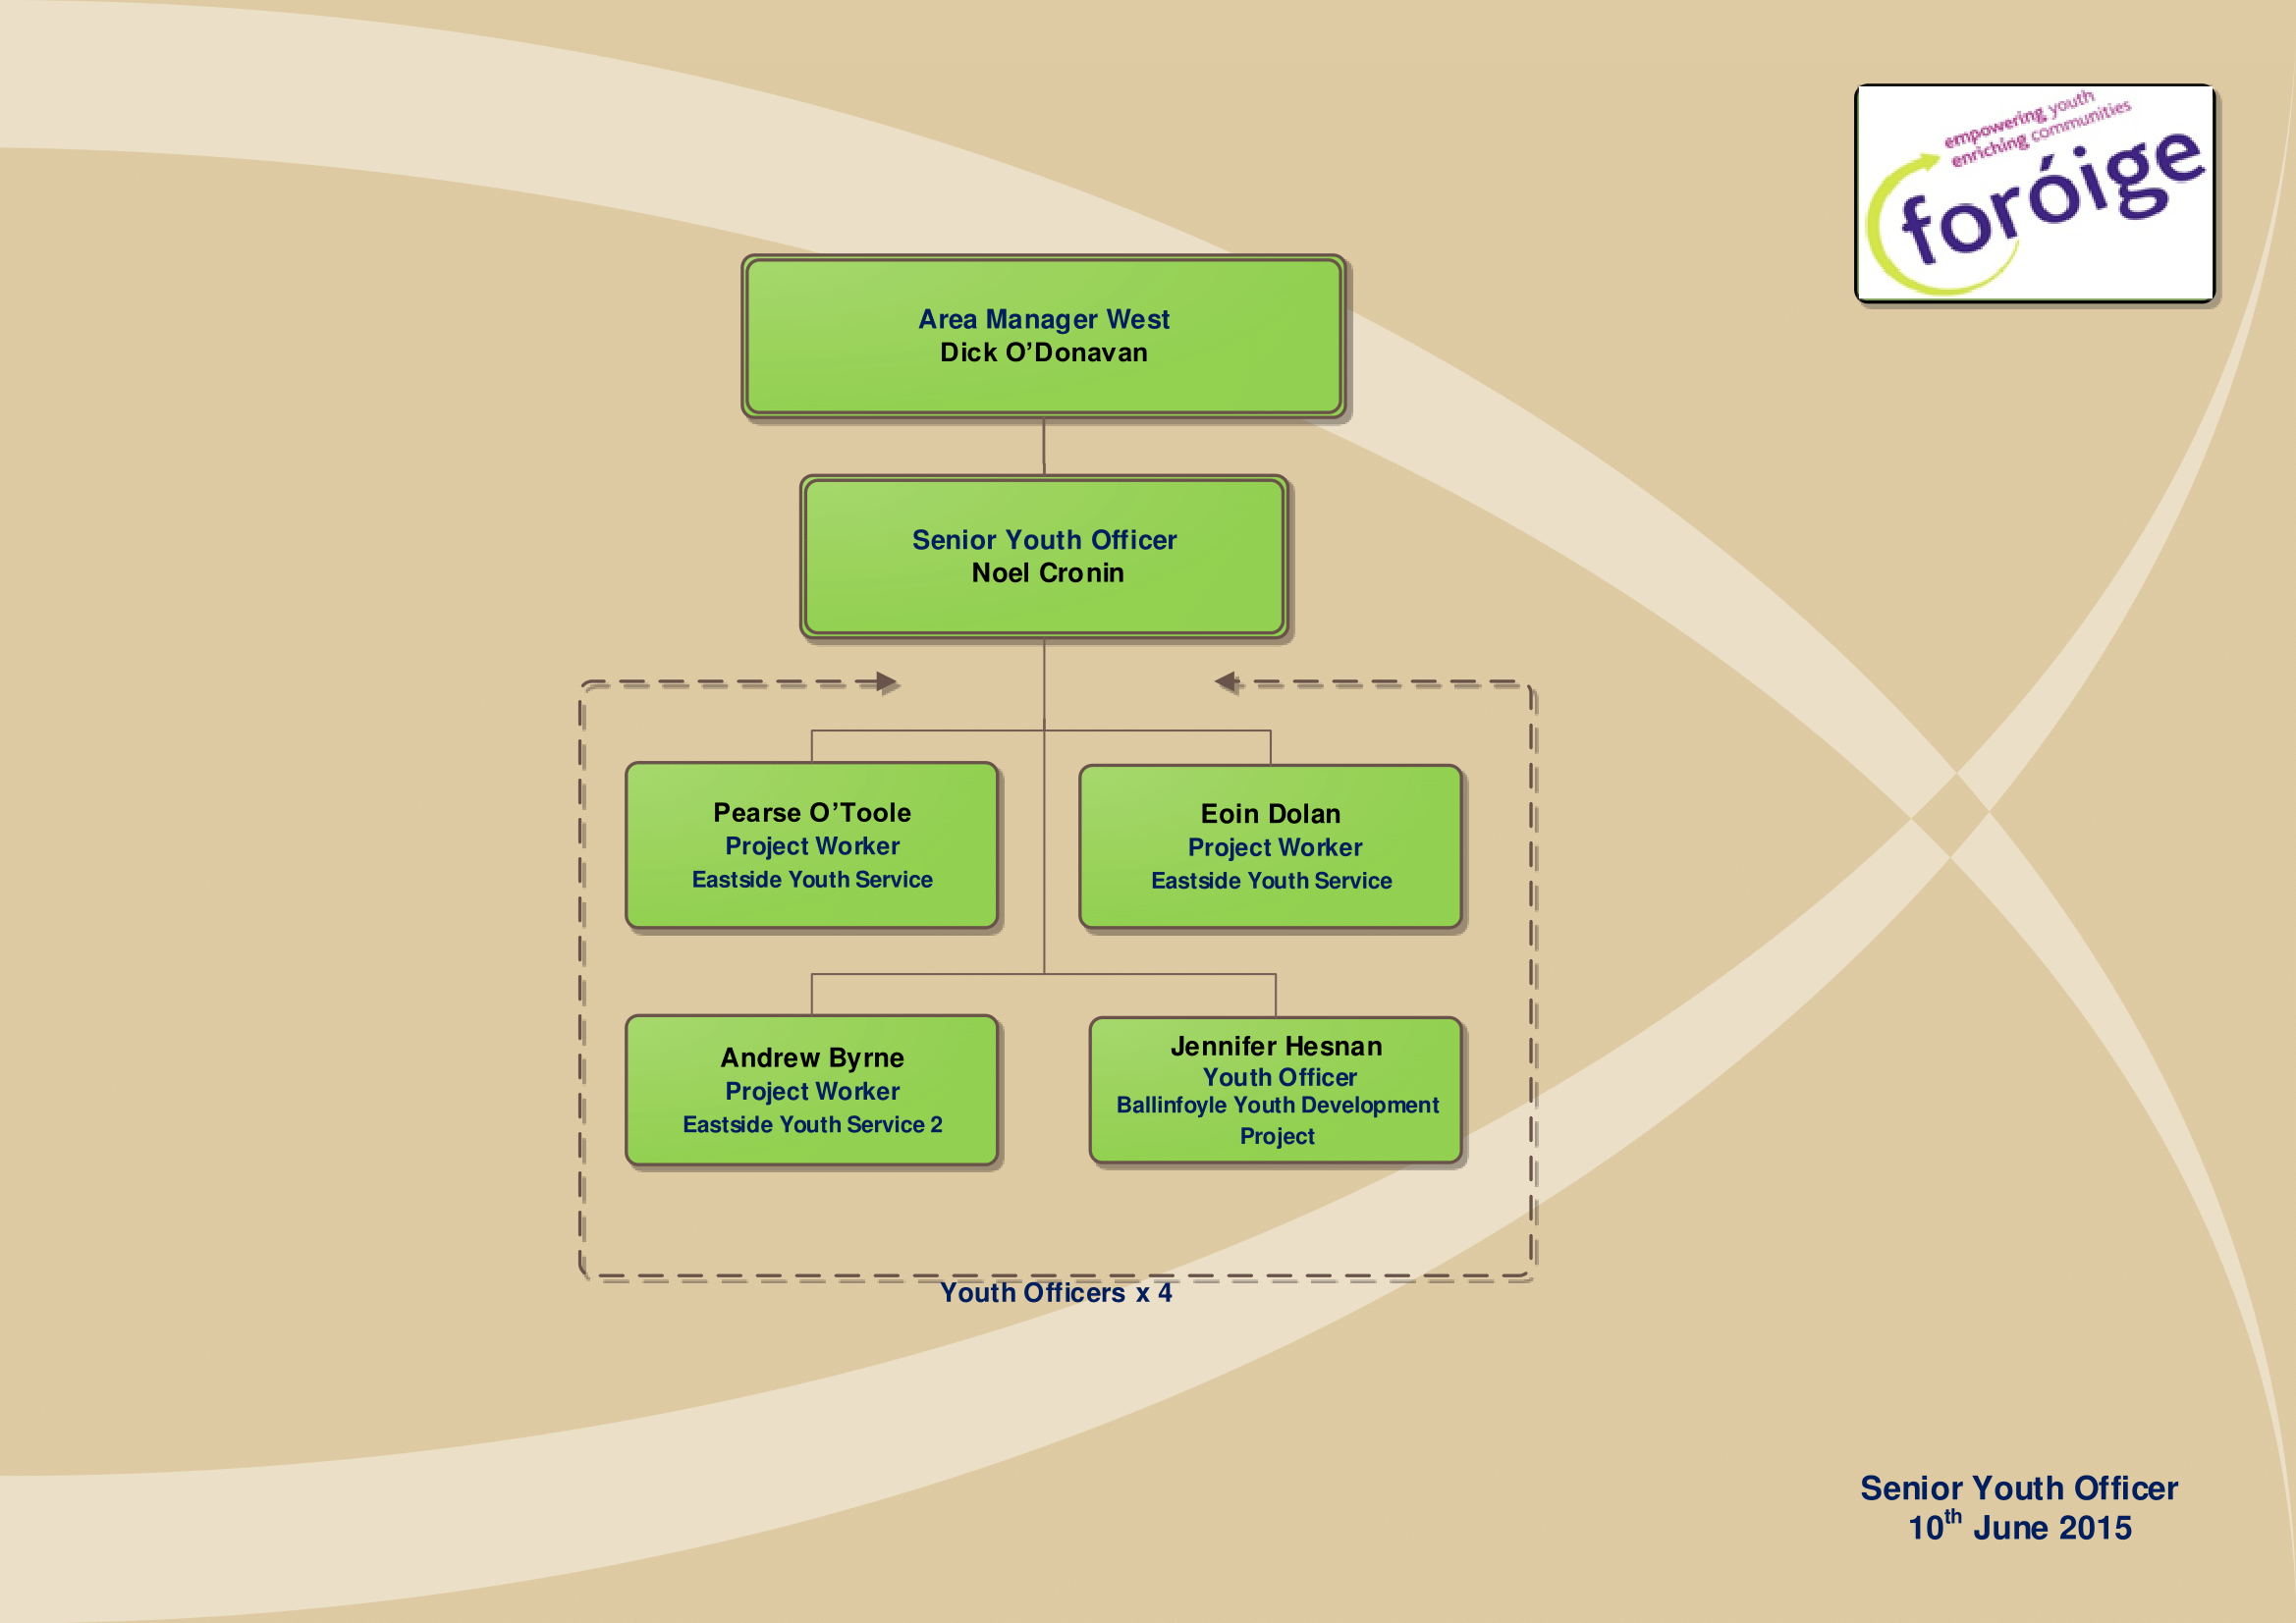 empowering youth
enriching communities
foróige
Area Manager West
Dick O’Donavan
Senior Youth Officer
Noel Cronin
Pearse O’Toole
Project Worker
Eastside Youth Service
Eoin Dolan
Project Worker
Eastside Youth Service
Andrew Byrne
Project Worker
Eastside Youth Service 2
Jennifer Hesnan
Youth Officer
Ballinfoyle Youth Development
Project
Youth Officers x 4
Senior Youth Officer
10th June 2015